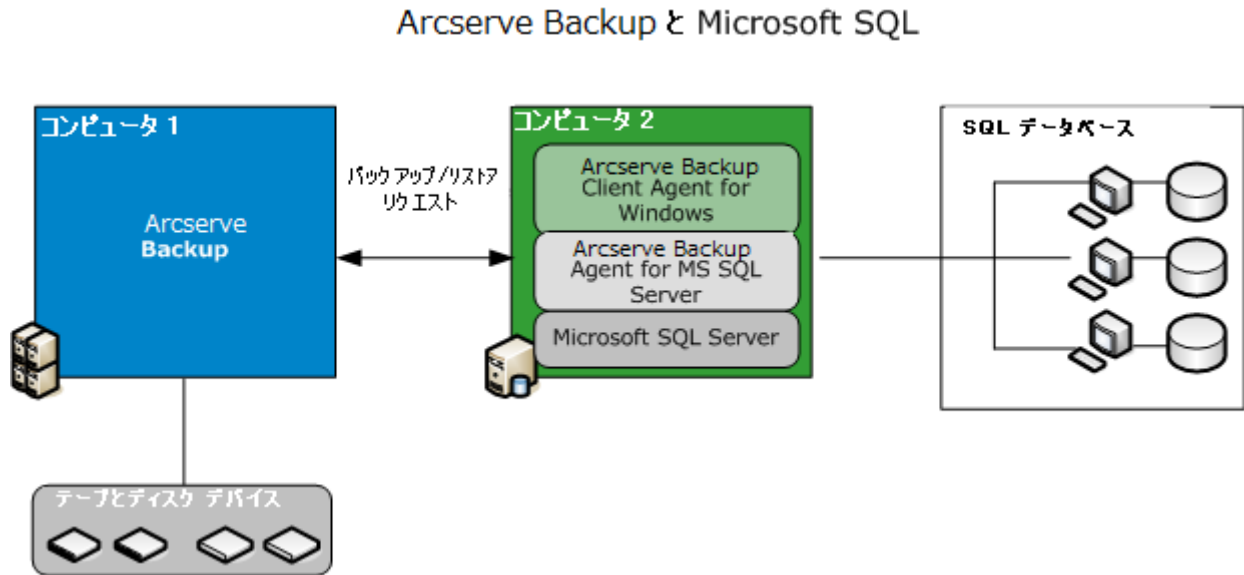 Arcserve Backup と Microsoft SQL
コンピュータ 1
Arcserve
Backup
バックアップ/リストア
リクエスト
コンピュータ 2
Arcserve Backup
Client Agent for
Windows
Arcserve Backup
Agent for MS SQL
Server
Microsoft SQL Server
SQL データベース
テープとディスク デバイス